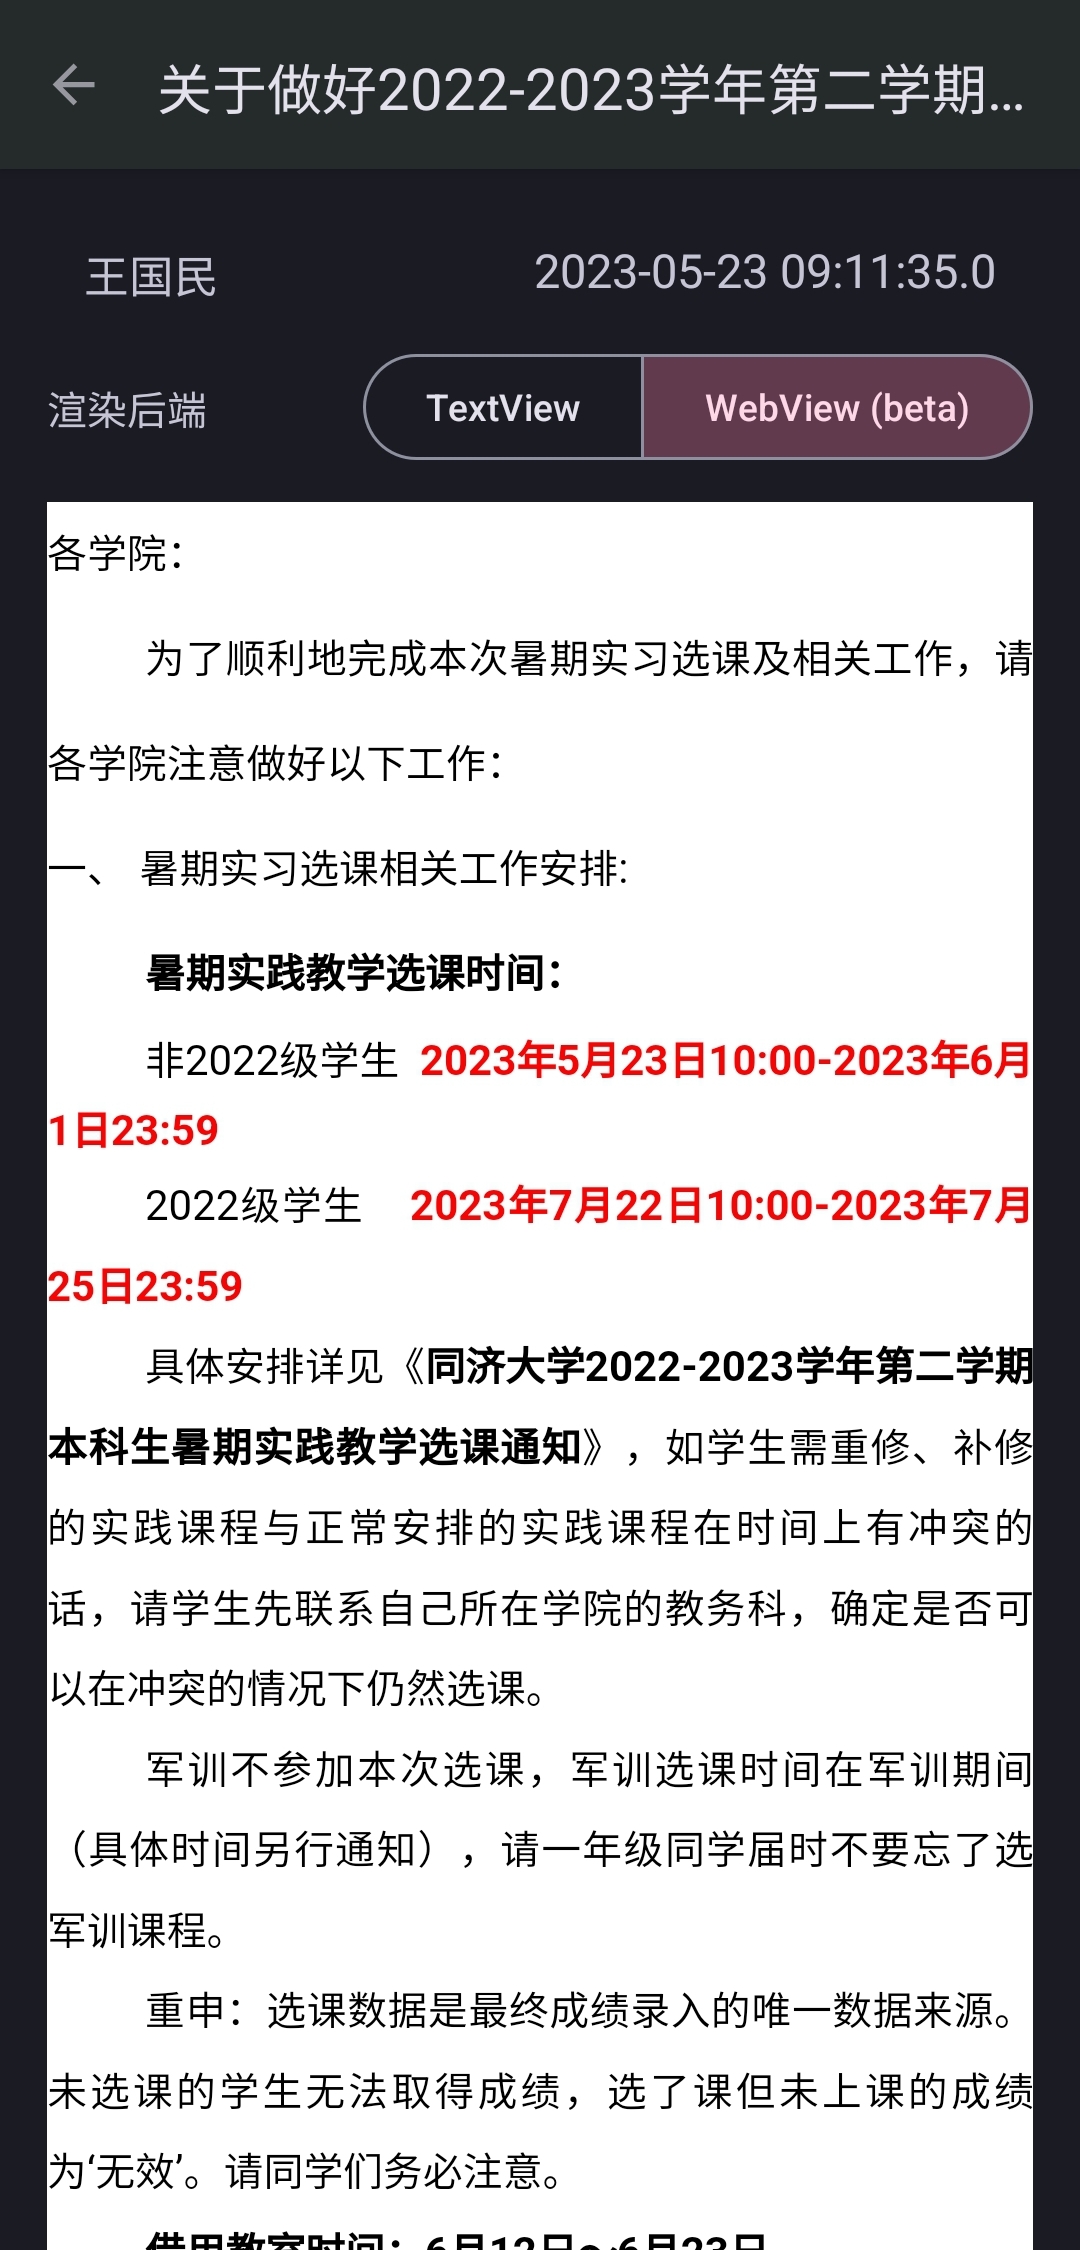 关于做好2022-2023学年第二学期...
王国民
2023-05-23 09:11:35.0
渲染后端
TextView
WebView (beta)
各学院：
为了顺利地完成本次暑期实习选课及相关工作，请
各学院注意做好以下工作：
一、 暑期实习选课相关工作安排:
暑期实践教学选课时间：
非2022级学生 2023年5月23日10:00-2023年6月
1日23:59
2022级学生 2023年7月22日10:00-2023年7月
25日23:59
具体安排详见《同济大学2022-2023学年第二学期
本科生暑期实践教学选课通知》，如学生需重修、补修
的实践课程与正常安排的实践课程在时间上有冲突的
话，请学生先联系自己所在学院的教务科，确定是否可
以在冲突的情况下仍然选课。
军训不参加本次选课，军训选课时间在军训期间
（具体时间另行通知），请一年级同学届时不要忘了选
军训课程。
重申：选课数据是最终成绩录入的唯一数据来源。
未选课的学生无法取得成绩，选了课但未上课的成绩
为‘无效’。请同学们务必注意。
借用教室时间：6月12日～6月23日